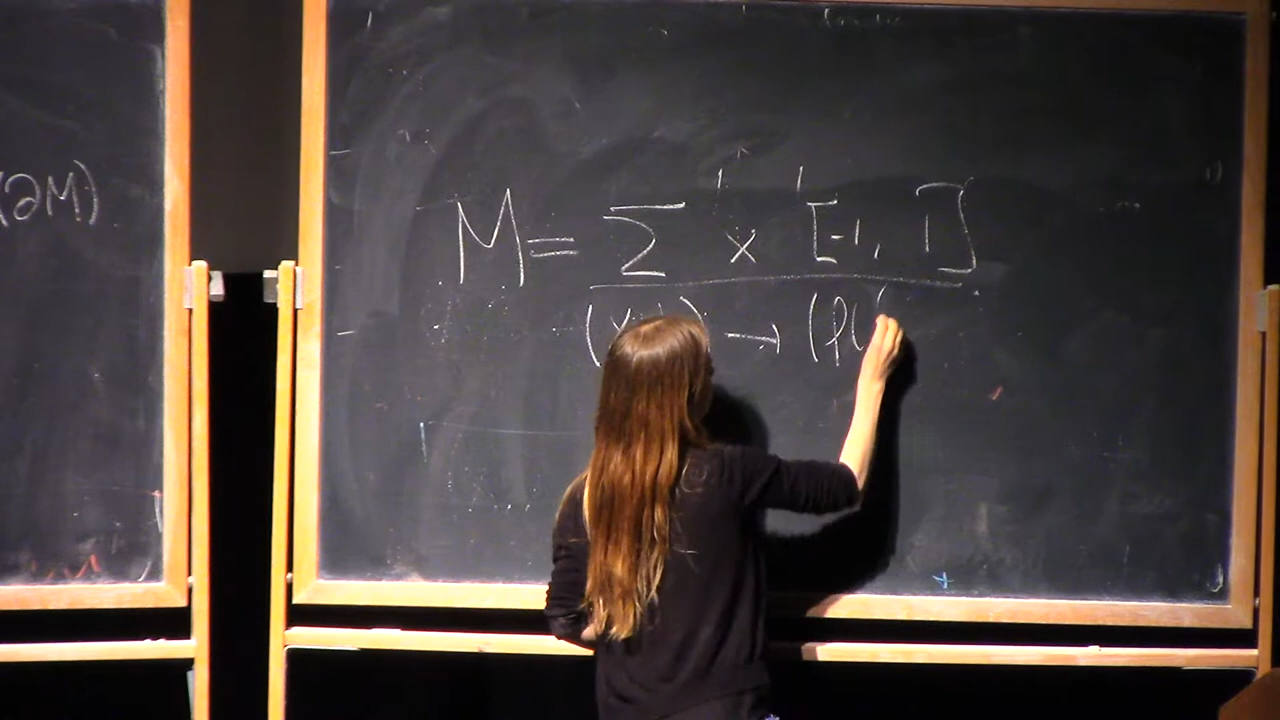 (∂M)
M = Σ × [-1, 1]
( → (ρ(